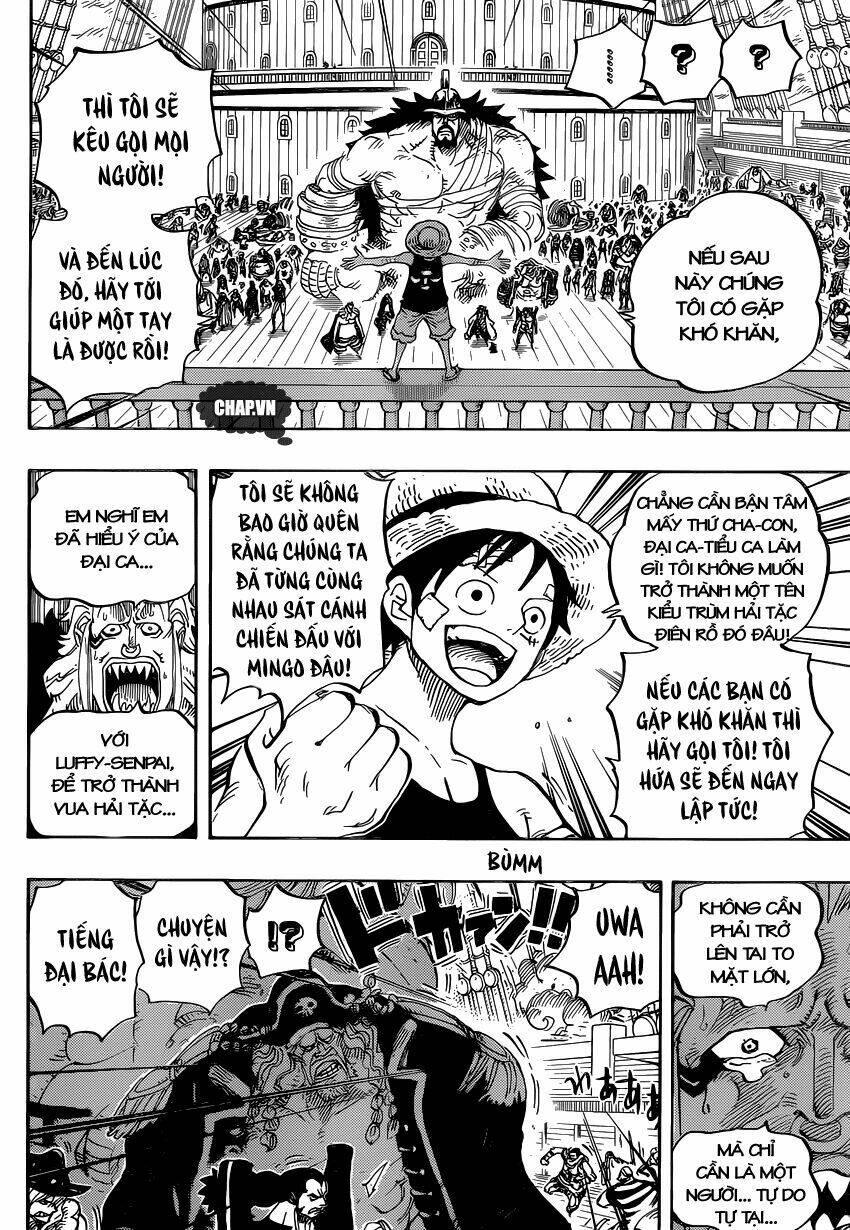 ?
?
......
NẾU SAU
NÀY CHÚNG
TÔI CÓ GẶP
KHÓ KHĂN,
THÌ TÔI SẼ
KÊU GỌI MỌI
NGƯỜI!
VÀ ĐẾN LÚC
ĐÓ, HÃY TỚI
GIÚP MỘT TAY
LÀ ĐƯỢC RỒI!
CHAP.VN
CHẲNG CẦN BẬN TÂM
MẤY THỨ CHA-CON,
ĐẠI CA-TIỂU CA LÀM
GÌ! TÔI KHÔNG MUỐN
TRỞ THÀNH MỘT TÊN
KIỂU TRÙM HẢI TẶC
ĐIÊN RỒ ĐÓ ĐÂU!
NẾU CÁC BẠN CÓ
GẶP KHÓ KHĂN THÌ
HÃY GỌI TÔI! TÔI
HỨA SẼ ĐẾN NGAY
LẬP TỨC!
TÔI SẼ KHÔNG
BAO GIỜ QUÊN
RẰNG CHÚNG TA
ĐÃ TỪNG CÙNG
NHAU SÁT CÁNH
CHIẾN ĐẤU VỚI
MINGO ĐÂU!
EM NGHĨ EM
ĐÃ HIỂU Ý CỦA
ĐẠI CA...
VỚI
LUFFY-SENPAI,
ĐỂ TRỞ THÀNH
VUA HẢI TẶC...
KHÔNG CẦN
PHẢI TRỞ
LÊN TAI TO
MẶT LỚN,
MÀ CHỈ
CẦN LÀ MỘT
NGƯỜI... TỰ DO
TỰ TẠI...
BÙMM
ドカァン!!
UWA
AAH!
わあああ
!?
CHUYỆN
GÌ VẬY!?
TIẾNG
ĐẠI BÁC!